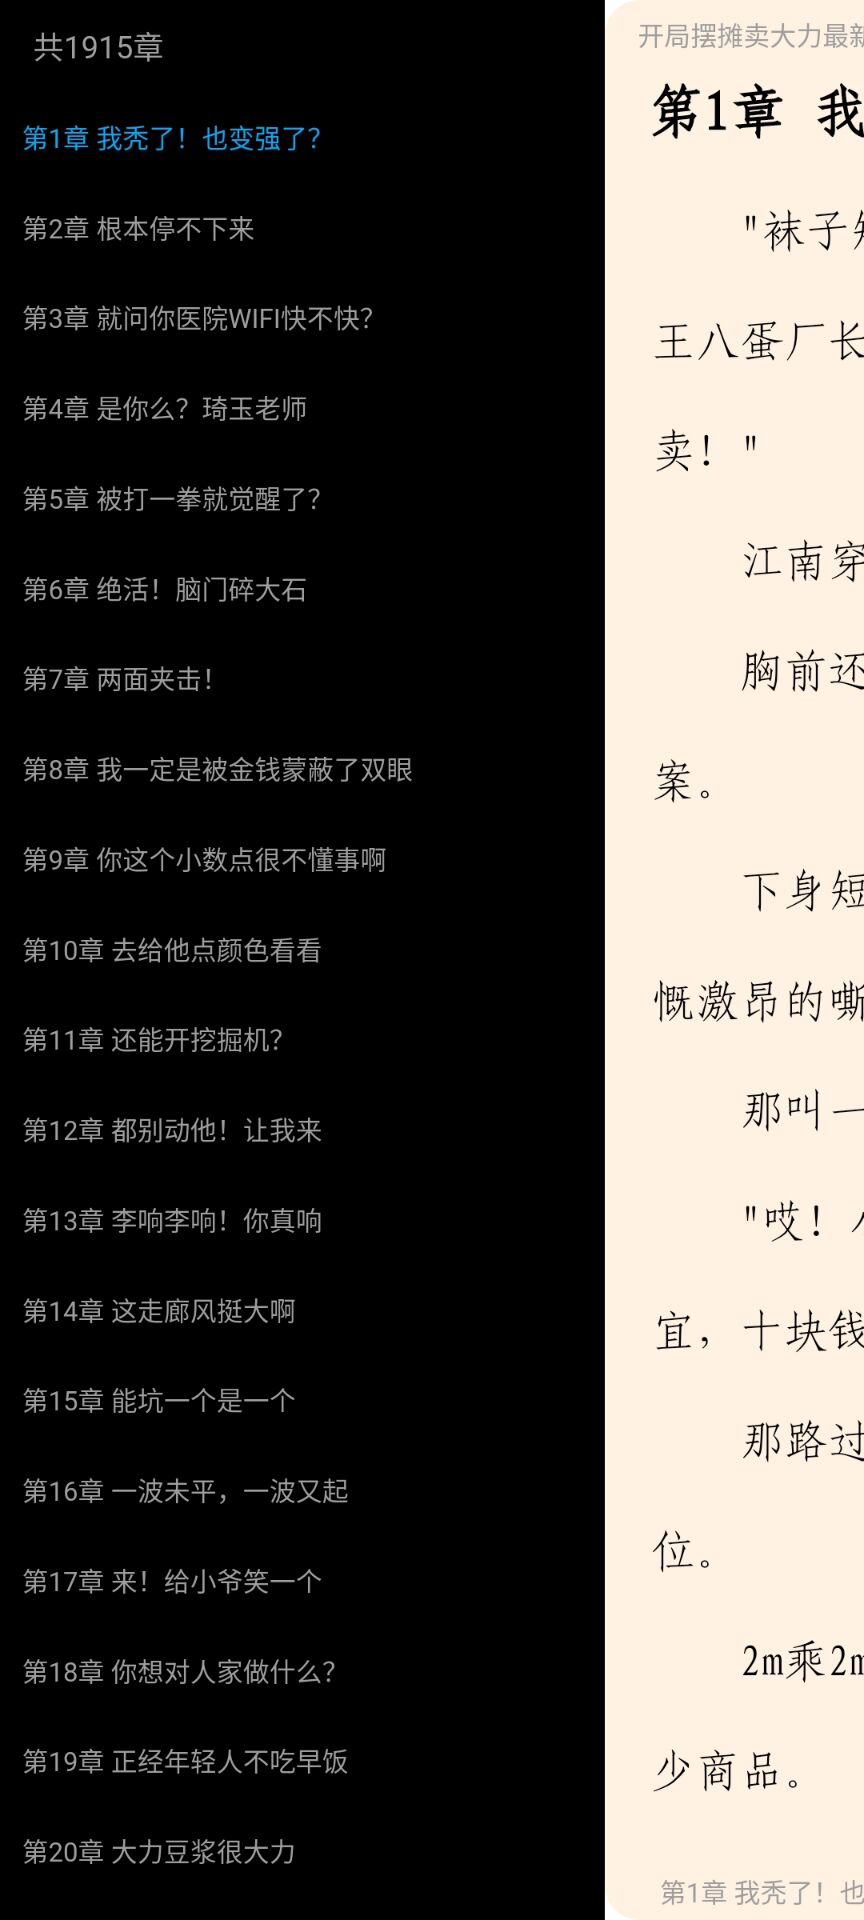 共1915章
第1章 我秃了！也变强了？
第2章 根本停不下来
第3章 就问你医院WIFI快不快？
第4章 是你么？琦玉老师
第5章 被打一拳就觉醒了？
第6章 绝活！脑门碎大石
第7章 两面夹击！
第8章 我一定是被金钱蒙蔽了双眼
第9章 你这个小数点很不懂事啊
第10章 去给他点颜色看看
第11章 还能开挖掘机？
第12章 都别动他！让我来
第13章 李响李响！你真响
第14章 这走廊风挺大啊
第15章 能坑一个是一个
第16章 一波未平，一波又起
第17章 来！给小爷笑一个
第18章 你想对人家做什么？
第19章 正经年轻人不吃早饭
第20章 大力豆浆很大力
开局摆摊卖大力最新
第1章 我
"袜子
王八蛋厂长
卖！"
江南穿
胸前还
案。
下身短
慨激昂的嘶
那叫一
"哎！
宜，十块钱
那路过
位。
2m乘2m
少商品。
第1章 我秃了！也